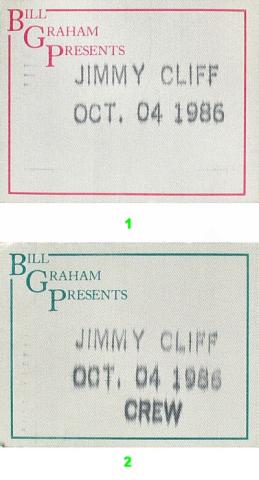 BILL
GRAHAM
PRESENTS
JIMMY CLIFF
OCT. 04 1986
1
BILL
GRAHAM
PRESENTS
JIMMY CLIFF
OCT. 04 1986
CREW
2